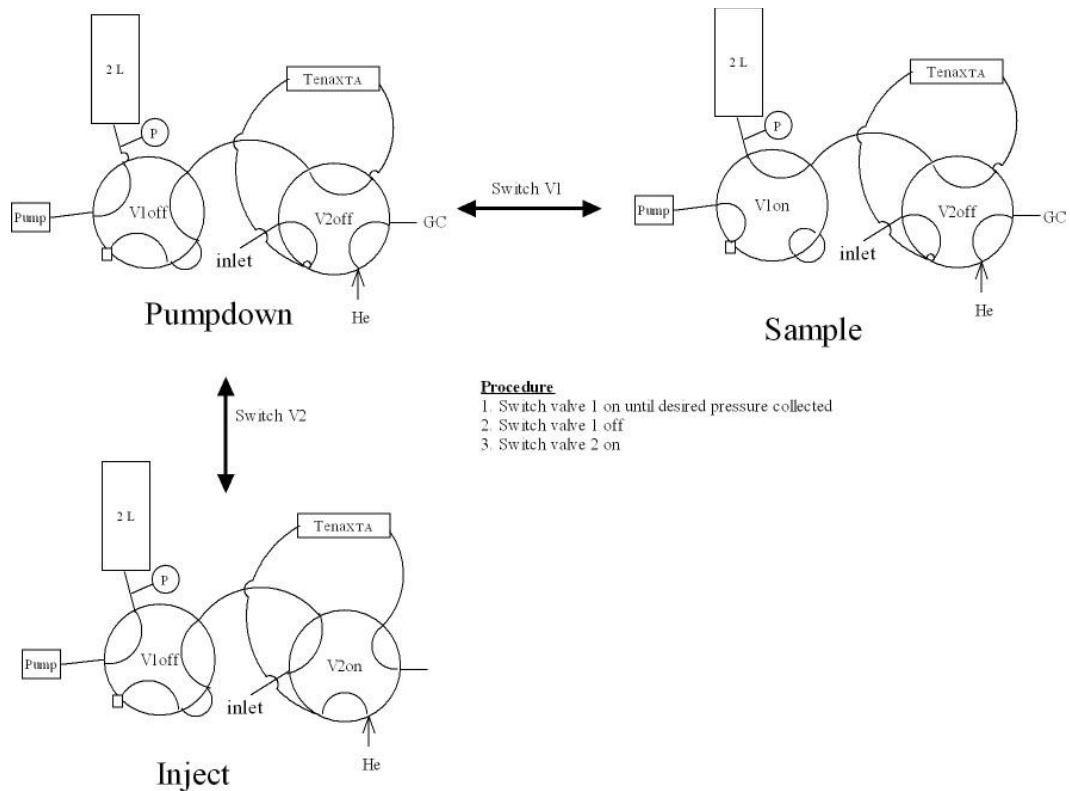 2 L
P
TenaxTA
Pump
V1off
V2off
GC
inlet
He
Pumpdown
Switch V1
2 L
P
TenaxTA
Pump
V1on
V2off
GC
inlet
He
Sample
Switch V2
Procedure
1. Switch valve 1 on until desired pressure collected
2. Switch valve 1 off
3. Switch valve 2 on
2 L
P
TenaxTA
Pump
V1off
V2on
inlet
He
Inject